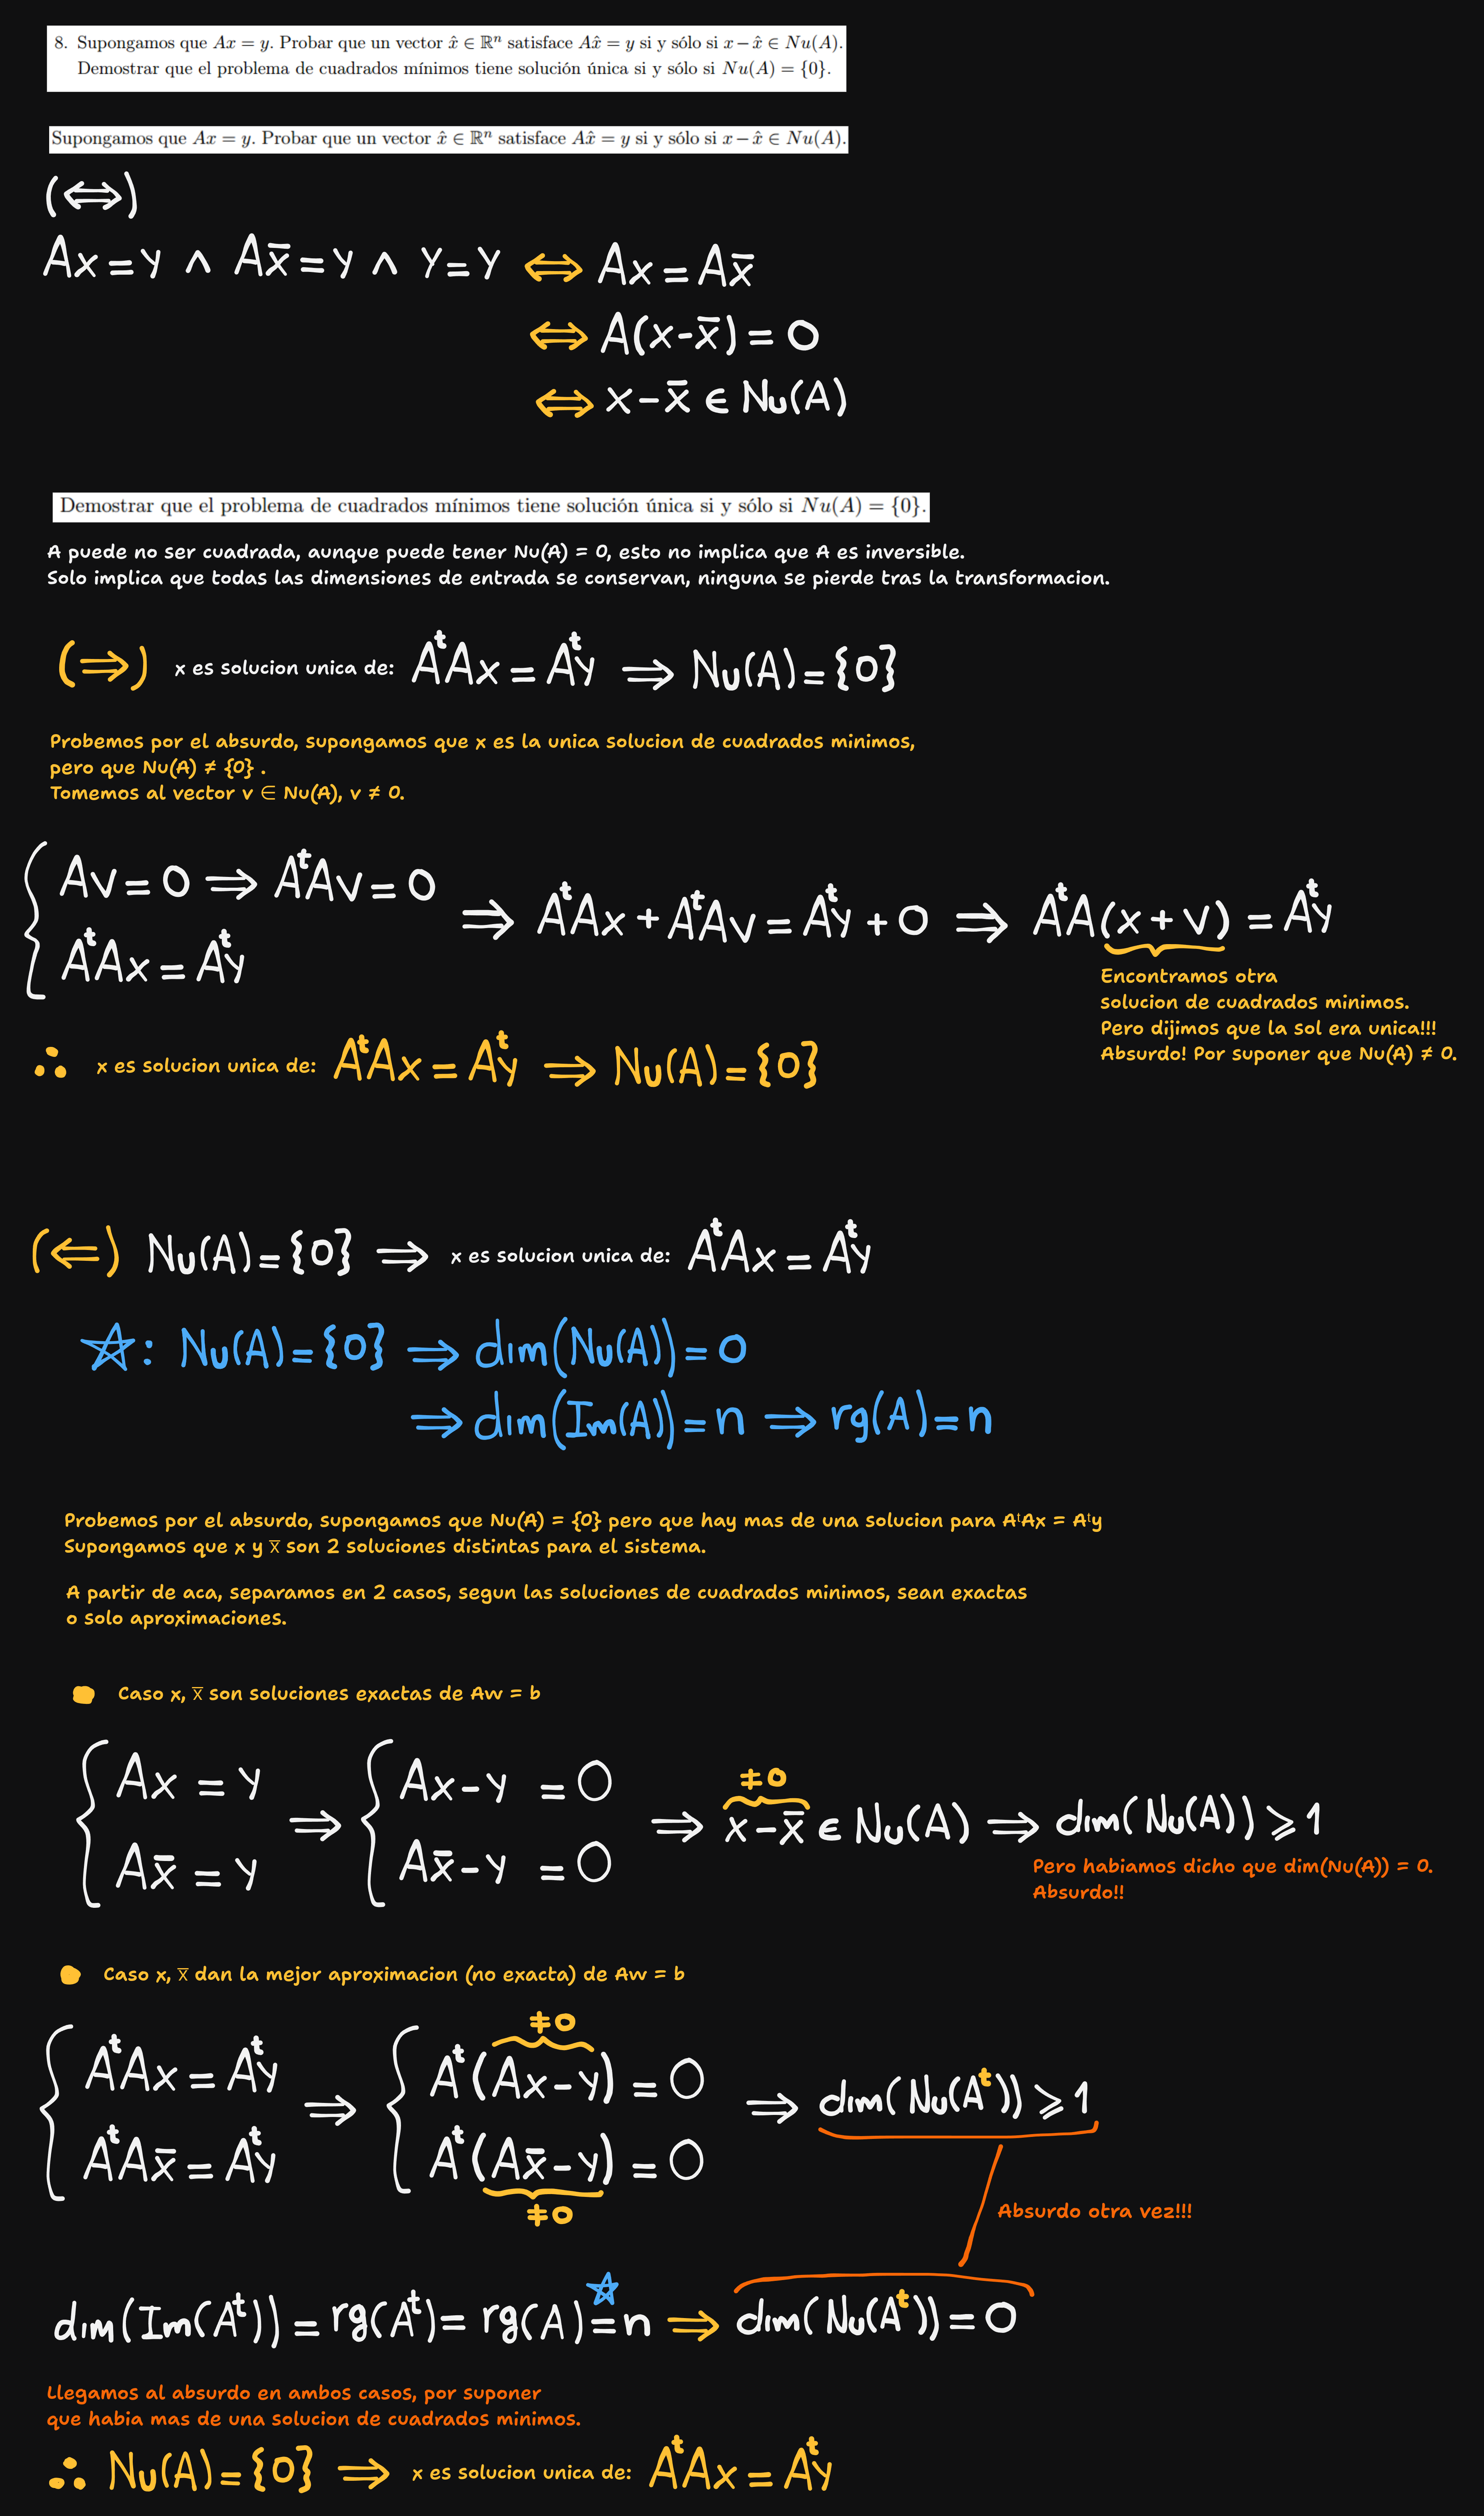 8. Supongamos que Ax = y. Probar que un vector x̂ ∈ ℝⁿ satisface Ax̂ = y si y sólo si x − x̂ ∈ Nu(A).
Demostrar que el problema de cuadrados mínimos tiene solución única si y sólo si Nu(A) = {0}.
Supongamos que Ax = y. Probar que un vector x̂ ∈ ℝⁿ satisface Ax̂ = y si y sólo si x − x̂ ∈ Nu(A).
(⟺)
Ax = y ∧ Ax̄ = y ∧ y = y ⟺ Ax = Ax̄
⟺ A(x-x̄) = 0
⟺ x-x̄ ∈ Nu(A)
Demostrar que el problema de cuadrados mínimos tiene solución única si y sólo si Nu(A) = {0}.
A puede no ser cuadrada, aunque puede tener Nu(A) = 0, esto no implica que A es inversible.
Solo implica que todas las dimensiones de entrada se conservan, ninguna se pierde tras la transformacion.
(⟹) x es solucion unica de: AᵗAx = Aᵗy ⟹ Nu(A) = {0}
Probemos por el absurdo, supongamos que x es la unica solucion de cuadrados minimos,
pero que Nu(A) ≠ {0} .
Tomemos al vector v ∈ Nu(A), v ≠ 0.
Av = 0 ⟹ AᵗAv = 0
AᵗAx = Aᵗy
⟹ AᵗAx + AᵗAv = Aᵗy + 0 ⟹ AᵗA(x + v) = Aᵗy
Encontramos otra
solucion de cuadrados minimos.
Pero dijimos que la sol era unica!!!
Absurdo! Por suponer que Nu(A) ≠ 0.
∴ x es solucion unica de: AᵗAx = Aᵗy ⟹ Nu(A) = {0}
(⟸) Nu(A) = {0} ⟹ x es solucion unica de: AᵗAx = Aᵗy
☆: Nu(A) = {0} ⟹ dim(Nu(A)) = 0
⟹ dim(Im(A)) = n ⟹ rg(A) = n
Probemos por el absurdo, supongamos que Nu(A) = {0} pero que hay mas de una solucion para AᵗAx = Aᵗy
Supongamos que x y x̄ son 2 soluciones distintas para el sistema.
A partir de aca, separamos en 2 casos, segun las soluciones de cuadrados minimos, sean exactas
o solo aproximaciones.
Caso x, x̄ son soluciones exactas de Aw = b
Ax = y
Ax̄ = y
⟹
Ax-y = 0
Ax̄-y = 0
≠0
⟹ x-x̄ ∈ Nu(A) ⟹ dim(Nu(A)) ⩾ 1
Pero habiamos dicho que dim(Nu(A)) = 0.
Absurdo!!
Caso x, x̄ dan la mejor aproximacion (no exacta) de Aw = b
AᵗAx = Aᵗy
AᵗAx̄ = Aᵗy
⟹
≠0
Aᵗ(Ax-y) = 0
Aᵗ(Ax̄-y) = 0
≠0
⟹ dim(Nu(Aᵗ)) ⩾ 1
Absurdo otra vez!!!
☆
dim(Im(Aᵗ)) = rg(Aᵗ) = rg(A) = n ⟹ dim(Nu(Aᵗ)) = 0
Llegamos al absurdo en ambos casos, por suponer
que habia mas de una solucion de cuadrados minimos.
∴ Nu(A) = {0} ⟹ x es solucion unica de: AᵗAx = Aᵗy